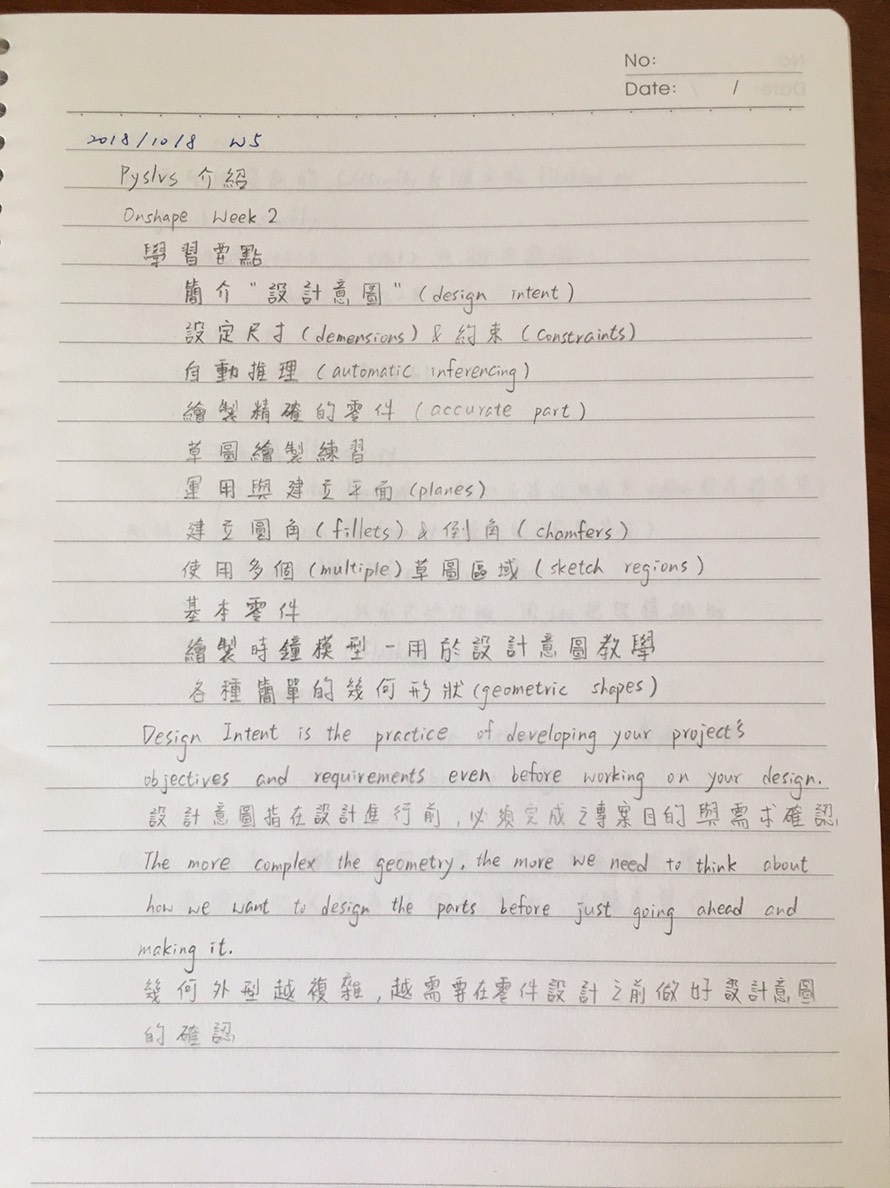 No:
Date: /
2018/10/8 W5
Pyslvs 介紹
Onshape Week 2
學習要點
簡介"設計意圖"(design intent)
設定尺寸(demensions)&約束(constraints)
自動推理(automatic inferencing)
繪製精確的零件(accurate part)
草圖繪製練習
運用與建立平面(planes)
建立圓角(fillets)&倒角(chamfers)
使用多個(multiple)草圖區域(sketch regions)
基本零件
繪製時鐘模型-用於設計意圖教學
各種簡單的幾何形狀(geometric shapes)
Design Intent is the practice of developing your project's
objectives and requirements even before working on your design.
設計意圖指在設計進行前,必須完成之專案目的與需求確認.
The more complex the geometry, the more we need to think about
how we want to design the parts before just going ahead and
making it.
幾何外型越複雜,越需要在零件設計之前做好設計意圖
的確認.